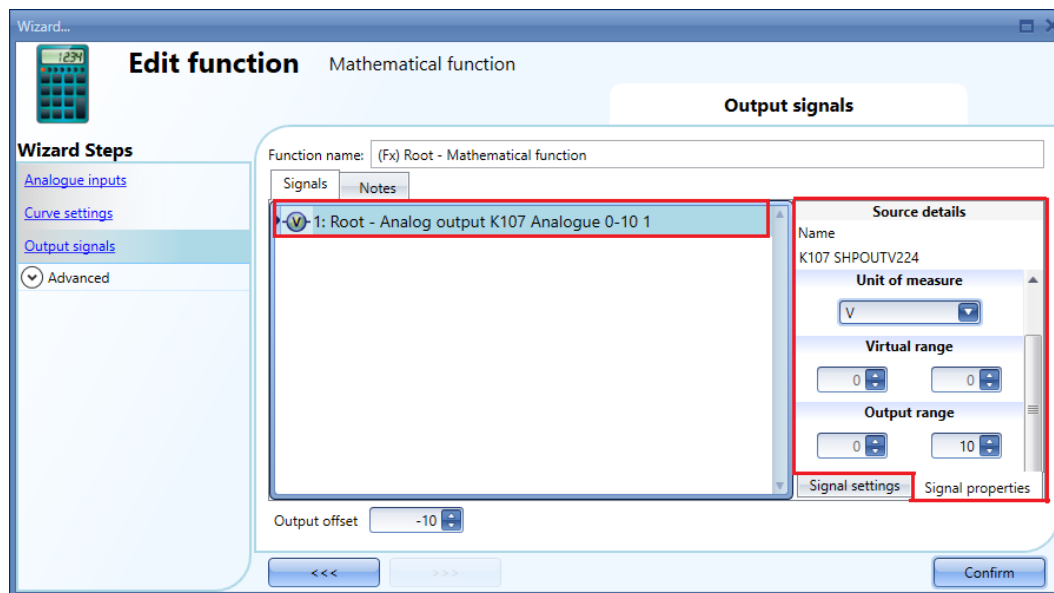 Wizard...
1234
Edit function
Mathematical function
Output signals
Wizard Steps
Analogue inputs
Curve settings
Output signals
Advanced
Function name: (Fx) Root - Mathematical function
Signals
Notes
V 1: Root - Analog output K107 Analogue 0-10 1
Source details
Name
K107 SHPOUTV224
Unit of measure
V
Virtual range
0 0
Output range
0 10
Signal settings
Signal properties
Output offset -10
<<<
>>>
Confirm